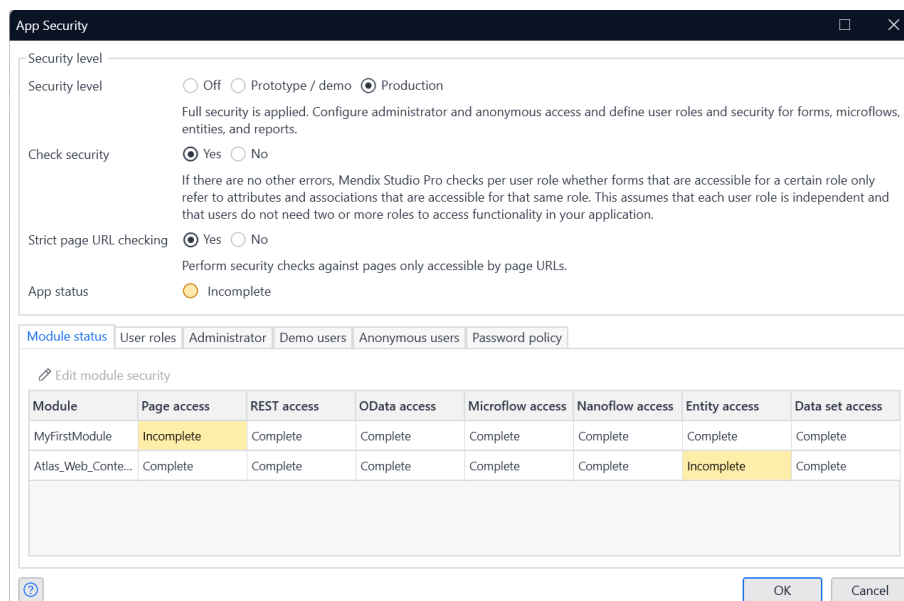 App Security
Security level
Security level Off Prototype / demo Production
Full security is applied. Configure administrator and anonymous access and define user roles and security for forms, microflows,
entities, and reports.
Check security Yes No
If there are no other errors, Mendix Studio Pro checks per user role whether forms that are accessible for a certain role only
refer to attributes and associations that are accessible for that same role. This assumes that each user role is independent and
that users do not need two or more roles to access functionality in your application.
Strict page URL checking Yes No
Perform security checks against pages only accessible by page URLs.
App status Incomplete
Module status User roles Administrator Demo users Anonymous users Password policy
Edit module security
Module Page access REST access OData access Microflow access Nanoflow access Entity access Data set access
MyFirstModule Incomplete Complete Complete Complete Complete Complete Complete
Atlas_Web_Conte... Complete Complete Complete Complete Complete Incomplete Complete
? OK Cancel